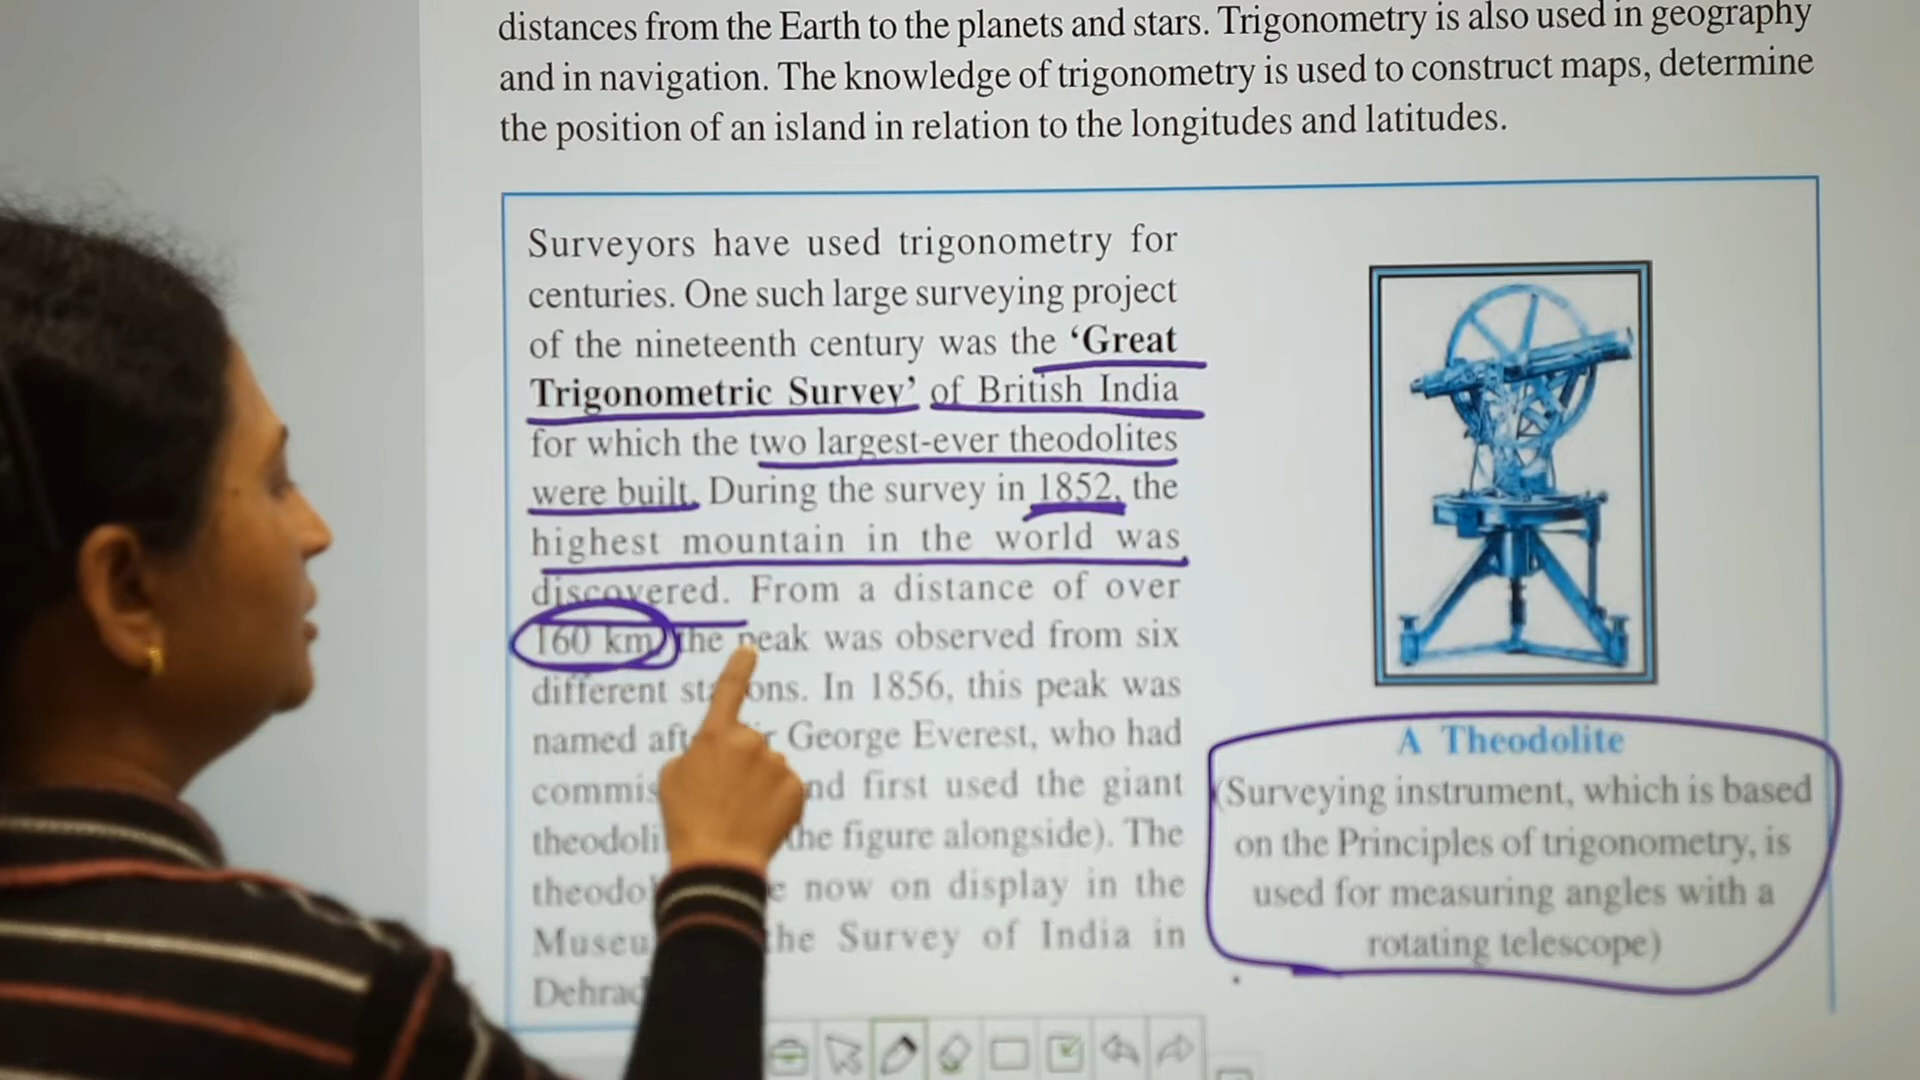 distances from the Earth to the planets and stars. Trigonometry is also used in geography
and in navigation. The knowledge of trigonometry is used to construct maps, determine
the position of an island in relation to the longitudes and latitudes.
Surveyors have used trigonometry for
centuries. One such large surveying project
of the nineteenth century was the ‘Great
Trigonometric Survey’ of British India
for which the two largest-ever theodolites
were built. During the survey in 1852, the
highest mountain in the world was
discovered. From a distance of over
160 km, the peak was observed from six
different stations. In 1856, this peak was
named George Everest, who had
first used the giant
the figure alongside). The
now on display in the
the Survey of India in
A Theodolite
(Surveying instrument, which is based
on the Principles of trigonometry, is
used for measuring angles with a
rotating telescope)